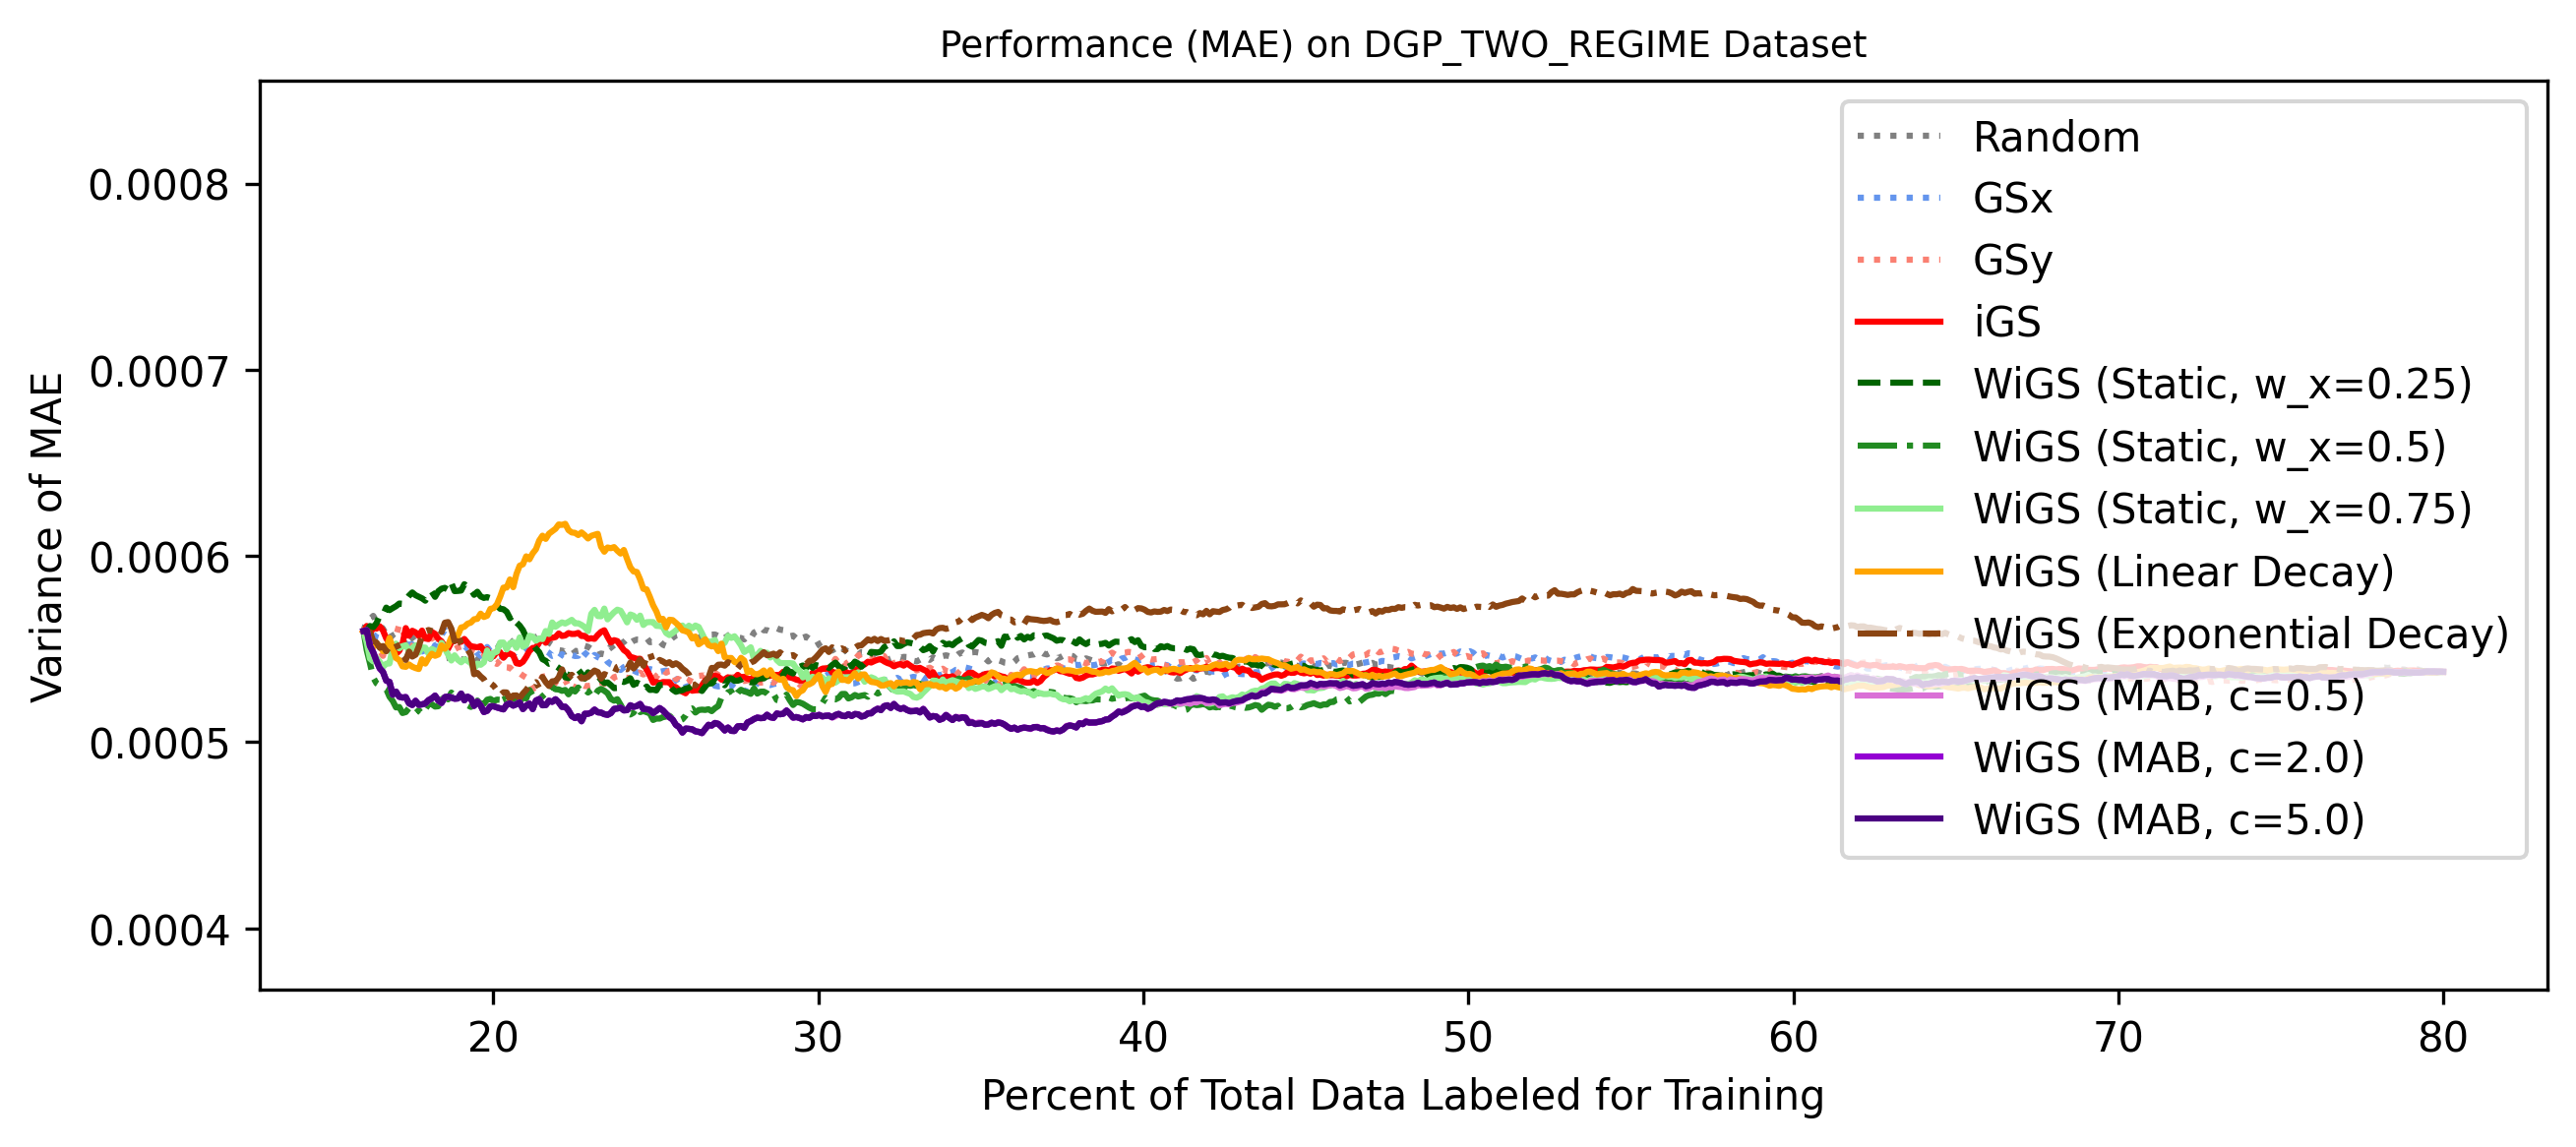 Performance (MAE) on DGP_TWO_REGIME Dataset
Variance of MAE
0.0008
0.0007
0.0006
0.0005
0.0004
Random
GSx
GSy
iGS
WiGS (Static, w_x=0.25)
WiGS (Static, w_x=0.5)
WiGS (Static, w_x=0.75)
WiGS (Linear Decay)
WiGS (Exponential Decay)
WiGS (MAB, c=0.5)
WiGS (MAB, c=2.0)
WiGS (MAB, c=5.0)
20 30 40 50 60 70 80
Percent of Total Data Labeled for Training